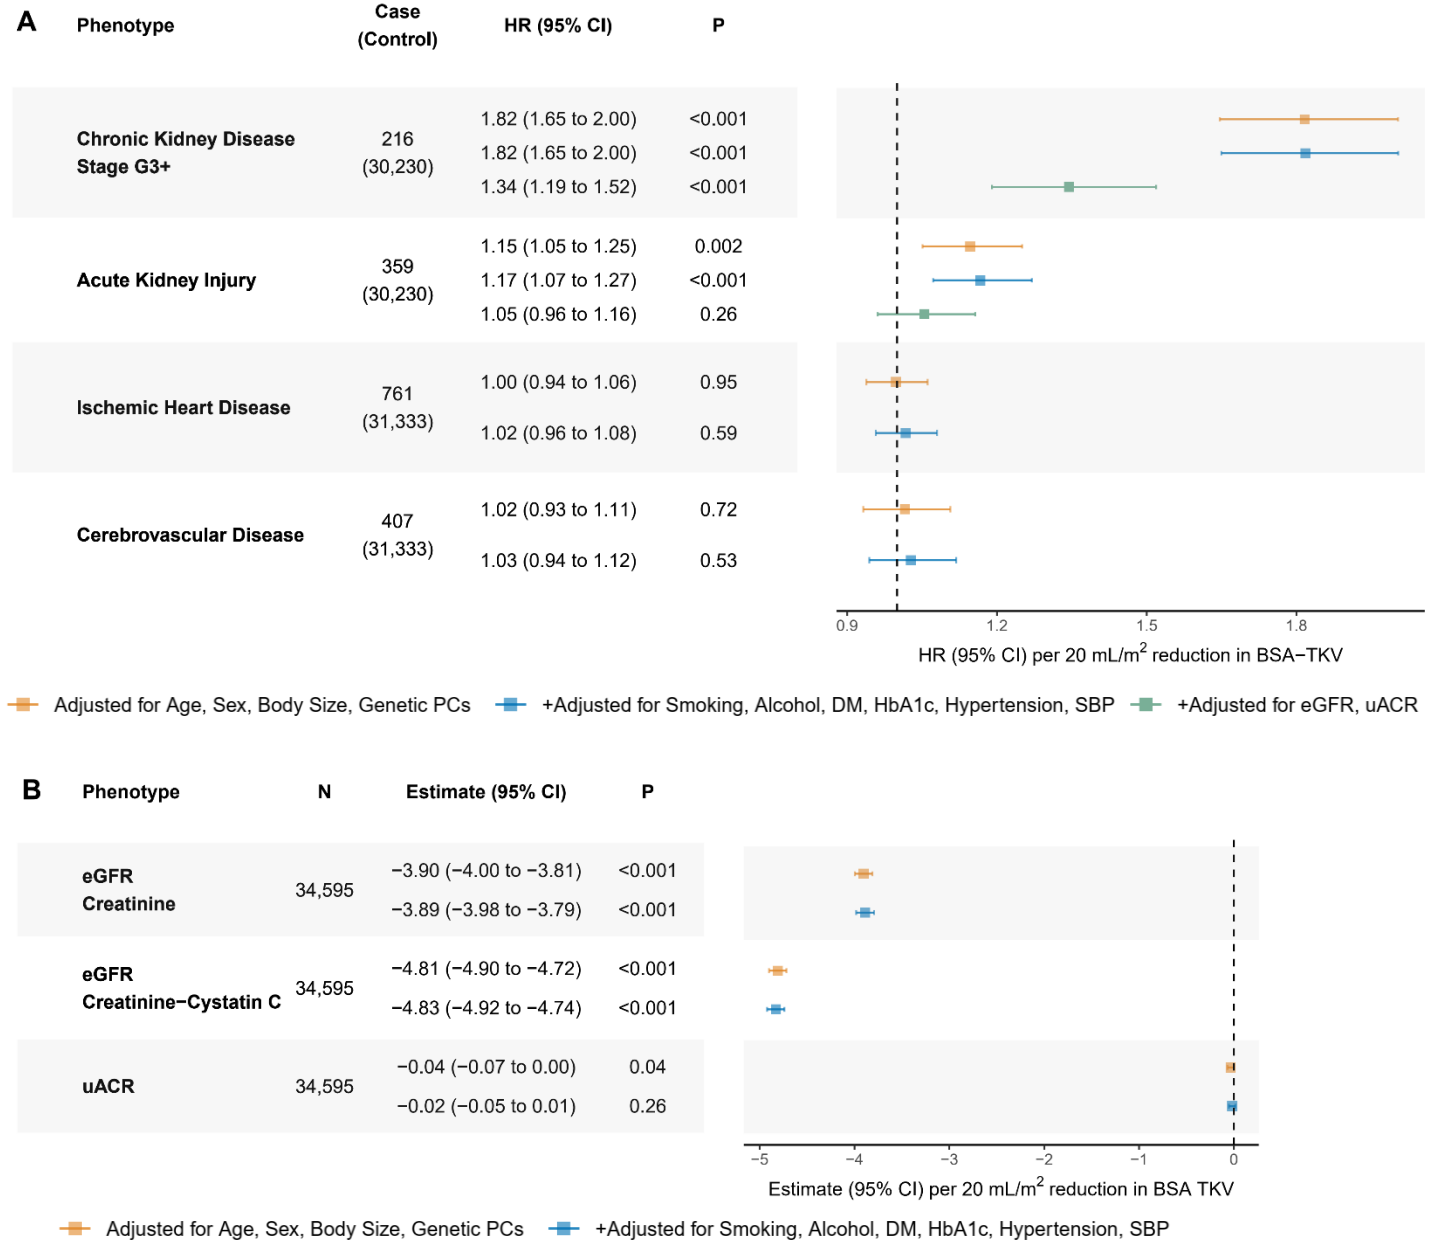 A
Phenotype
Case
(Control)
HR (95% CI)
P
Chronic Kidney Disease
Stage G3+
216
(30,230)
1.82 (1.65 to 2.00) <0.001
1.82 (1.65 to 2.00) <0.001
1.34 (1.19 to 1.52) <0.001
Acute Kidney Injury
359
(30,230)
1.15 (1.05 to 1.25) 0.002
1.17 (1.07 to 1.27) <0.001
1.05 (0.96 to 1.16) 0.26
Ischemic Heart Disease
761
(31,333)
1.00 (0.94 to 1.06) 0.95
1.02 (0.96 to 1.08) 0.59
Cerebrovascular Disease
407
(31,333)
1.02 (0.93 to 1.11) 0.72
1.03 (0.94 to 1.12) 0.53
0.9 1.2 1.5 1.8
HR (95% CI) per 20 mL/m² reduction in BSA−TKV
Adjusted for Age, Sex, Body Size, Genetic PCs +Adjusted for Smoking, Alcohol, DM, HbA1c, Hypertension, SBP +Adjusted for eGFR, uACR
B
Phenotype N Estimate (95% CI) P
eGFR
Creatinine
34,595
−3.90 (−4.00 to −3.81) <0.001
−3.89 (−3.98 to −3.79) <0.001
eGFR
Creatinine−Cystatin C
34,595
−4.81 (−4.90 to −4.72) <0.001
−4.83 (−4.92 to −4.74) <0.001
uACR
34,595
−0.04 (−0.07 to 0.00) 0.04
−0.02 (−0.05 to 0.01) 0.26
−5 −4 −3 −2 −1 0
Estimate (95% CI) per 20 mL/m² reduction in BSA TKV
Adjusted for Age, Sex, Body Size, Genetic PCs +Adjusted for Smoking, Alcohol, DM, HbA1c, Hypertension, SBP